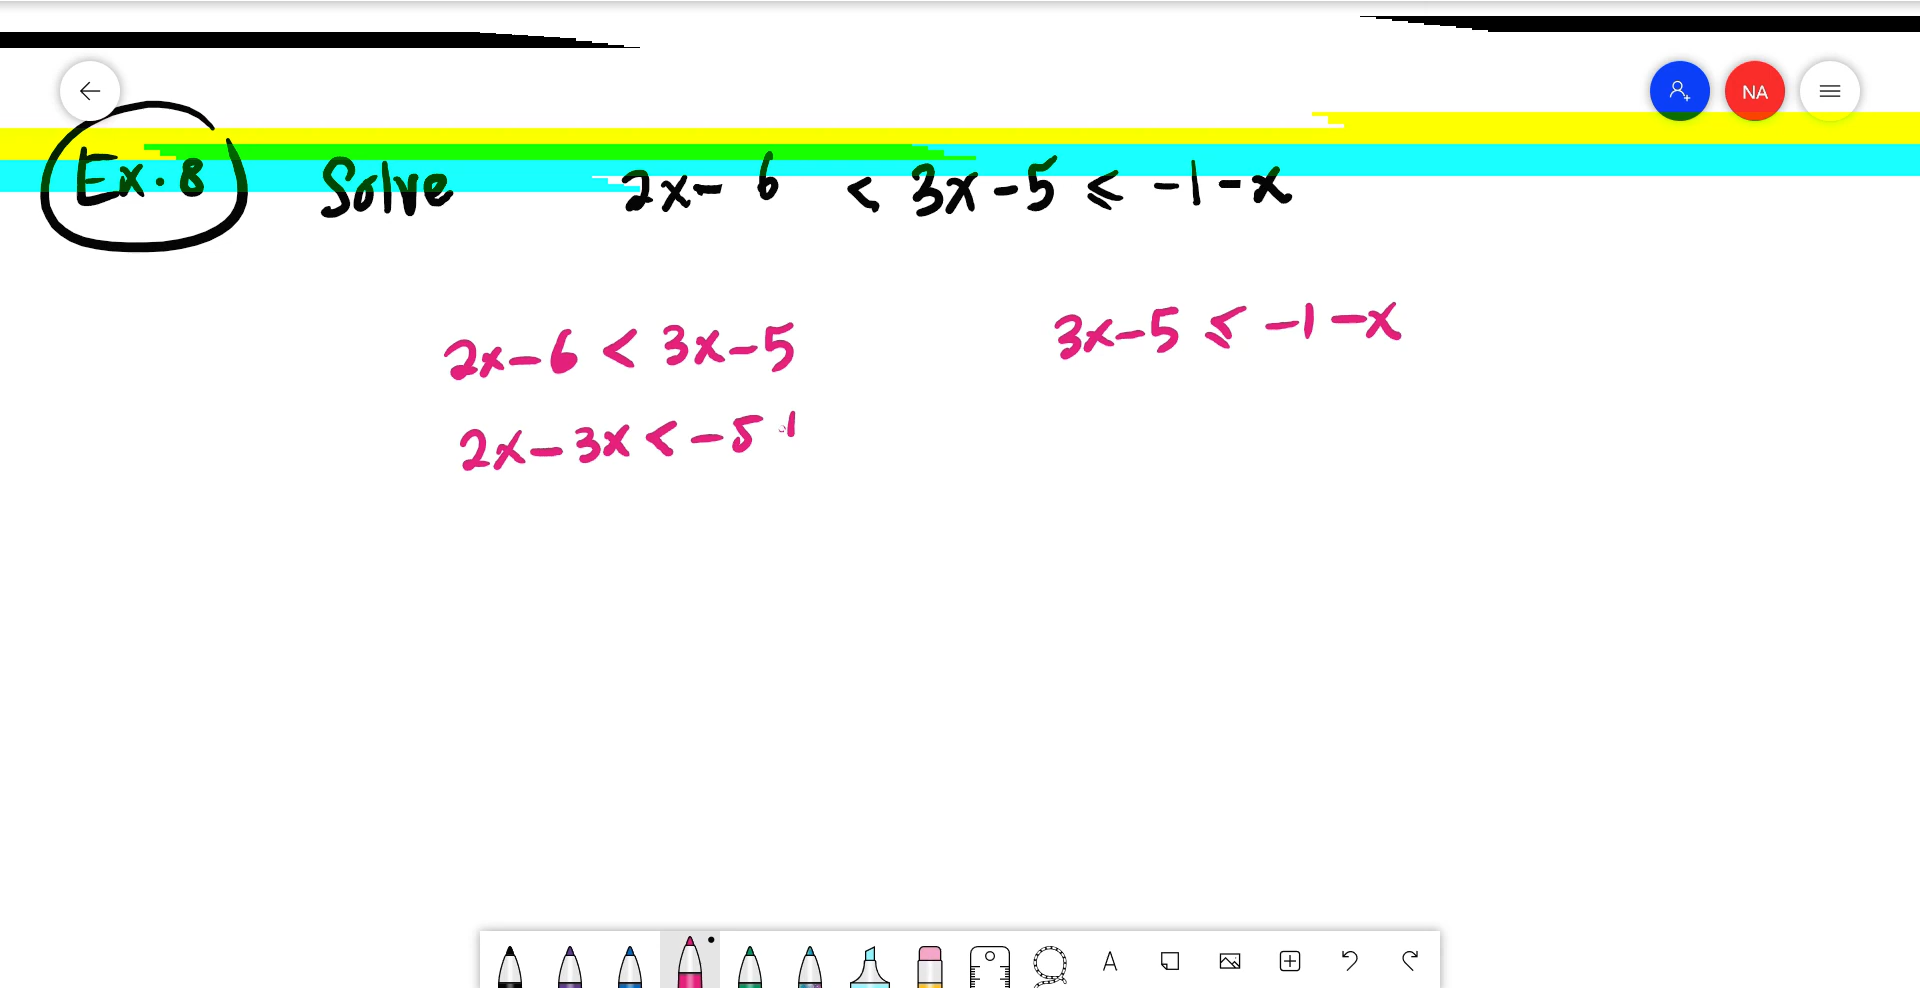 NA
Ex.8 Solve 2x - 6 < 3x - 5 ≤ -1 - x
2x - 6 < 3x - 5
3x - 5 ≤ -1 - x
2x - 3x < -5
A